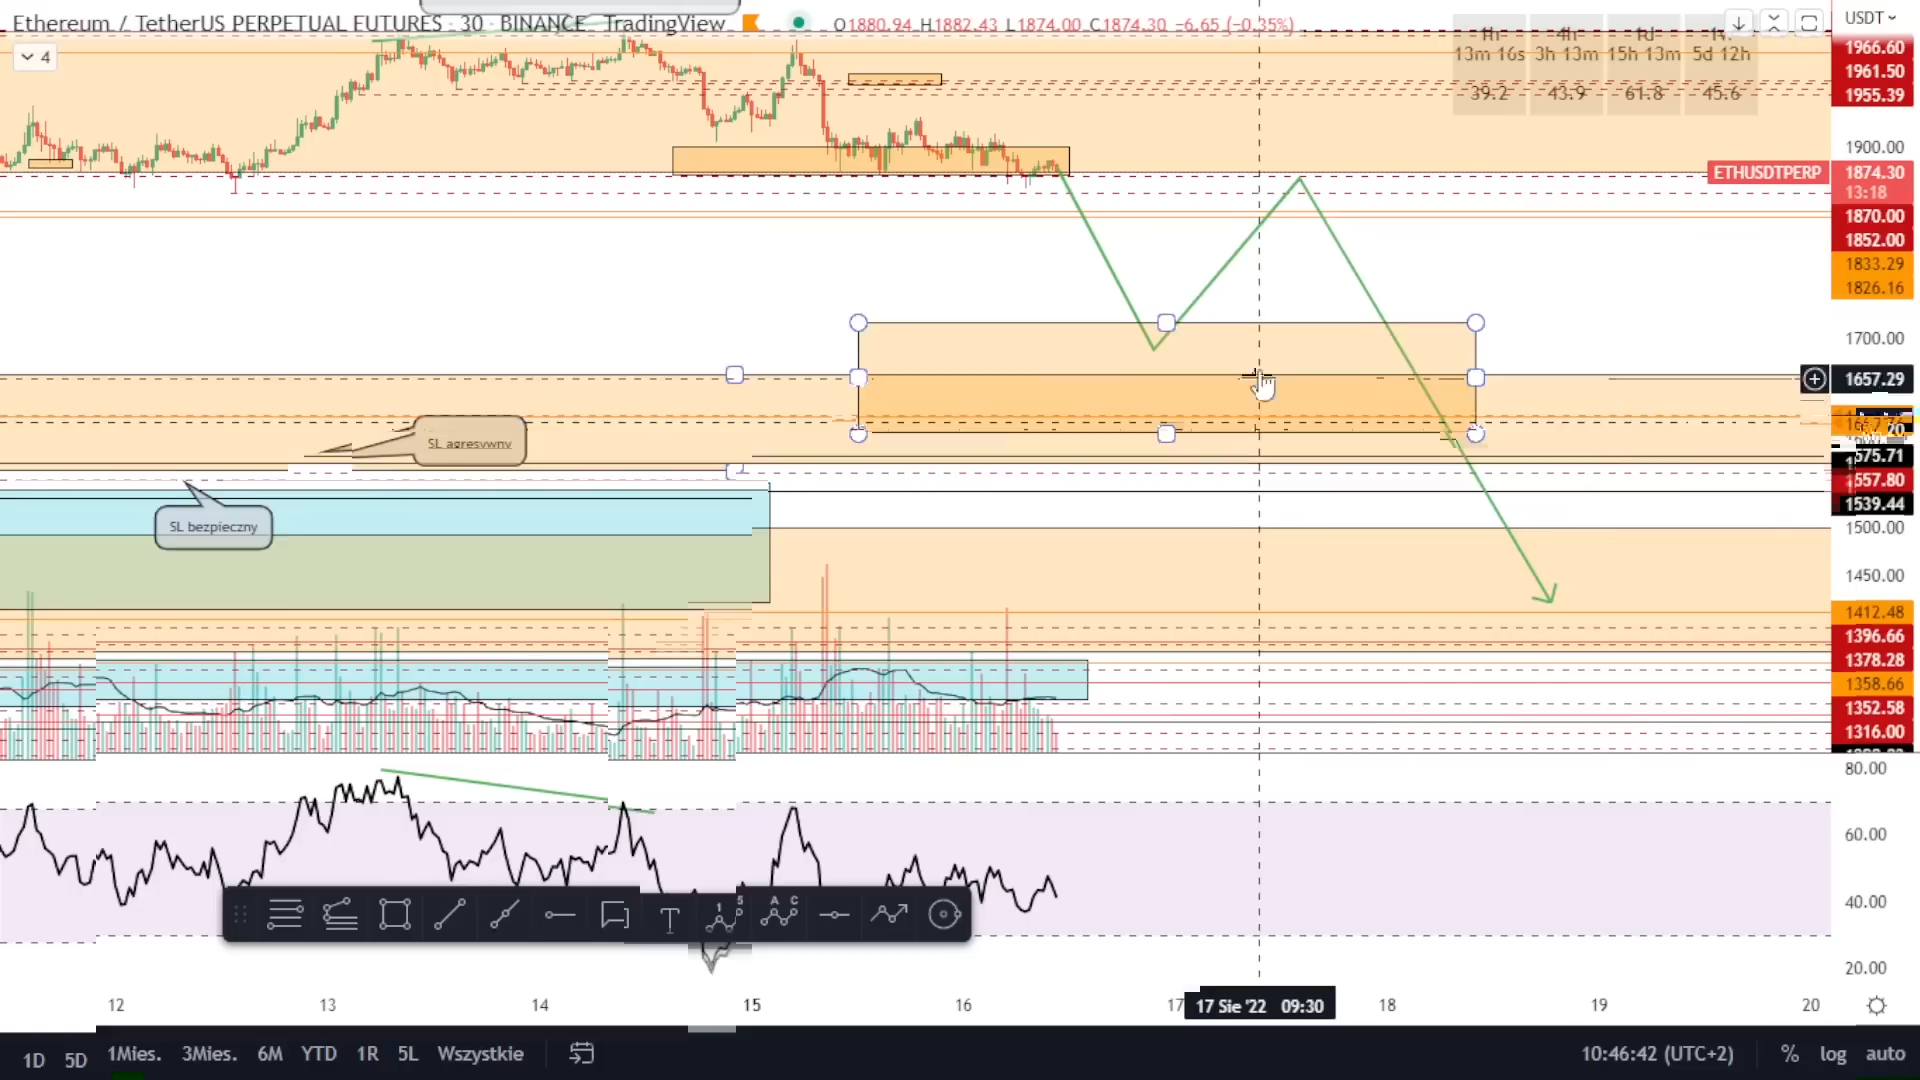 Ethereum / TetherUS PERPETUAL FUTURES · 30 · BINANCE TradingView
O1880.94 H1882.43 L1874.00 C1874.30 −6.65 (−0.35%)
4
13m 16s 3h 13m 15h 13m 5d 12h
39.2 43.9 61.8 45.6
USDT
1966.60
1961.50
1955.39
1900.00
ETHUSDTPERP 1874.30
13:18
1870.00
1852.00
1833.29
1826.16
1700.00
1657.29
SL agresywny
575.71
1557.80
1539.44
SL bezpieczny
1500.00
1450.00
1412.48
1396.66
1378.28
1358.66
1352.58
1316.00
80.00
60.00
40.00
20.00
12 13 14 15 16 17 17 Sie '22 09:30 18 19 20
1D 5D 1Mies. 3Mies. 6M YTD 1R 5L Wszystkie
10:46:42 (UTC+2) % log auto